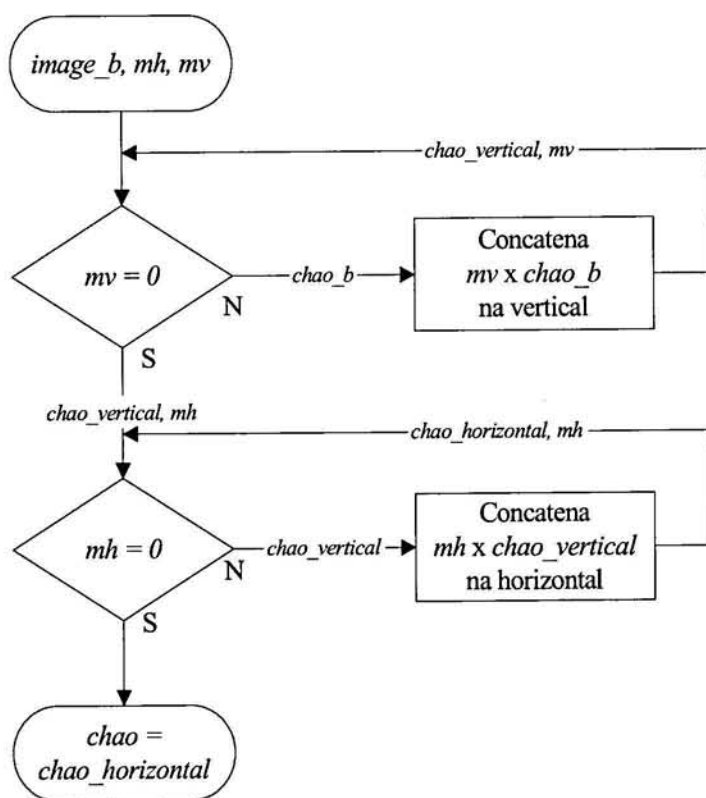 image_b, mh, mv
chao_vertical, mv
mv = 0
N
S
chao_b
Concatena
mv x chao_b
na vertical
chao_vertical, mh
chao_horizontal, mh
mh = 0
N
S
chao_vertical
Concatena
mh x chao_vertical
na horizontal
chao =
chao_horizontal